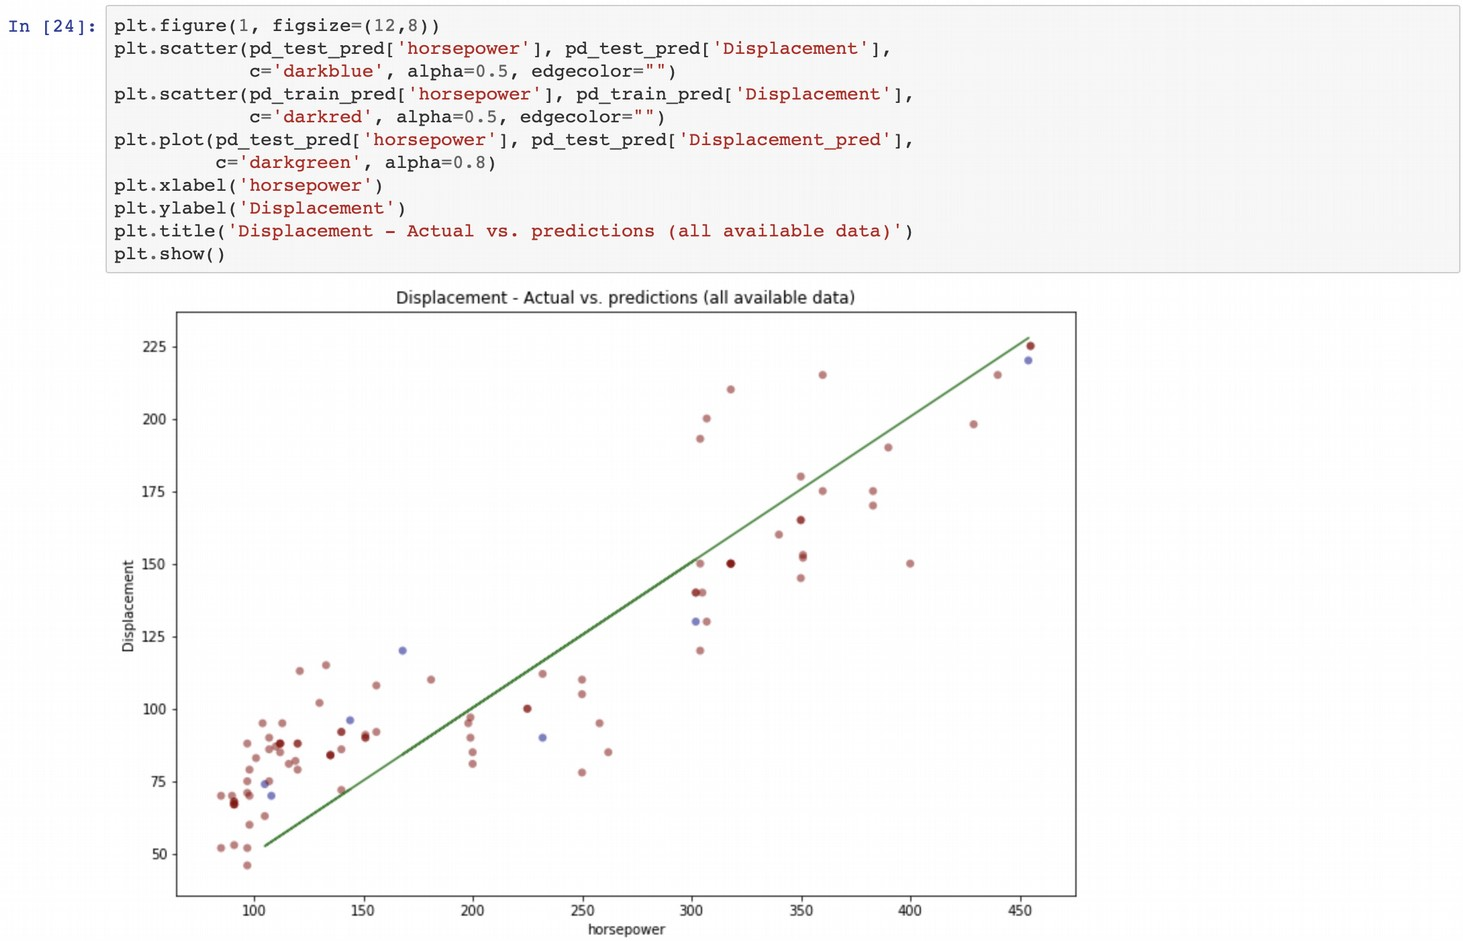 In [24]:
plt.figure(1, figsize=(12,8))
plt.scatter(pd_test_pred['horsepower'], pd_test_pred['Displacement'],
c='darkblue', alpha=0.5, edgecolor="")
plt.scatter(pd_train_pred['horsepower'], pd_train_pred['Displacement'],
c='darkred', alpha=0.5, edgecolor="")
plt.plot(pd_test_pred['horsepower'], pd_test_pred['Displacement_pred'],
c='darkgreen', alpha=0.8)
plt.xlabel('horsepower')
plt.ylabel('Displacement')
plt.title('Displacement - Actual vs. predictions (all available data)')
plt.show()
Displacement - Actual vs. predictions (all available data)
225
200
175
150
125
100
75
50
Displacement
100 150 200 250 300 350 400 450
horsepower